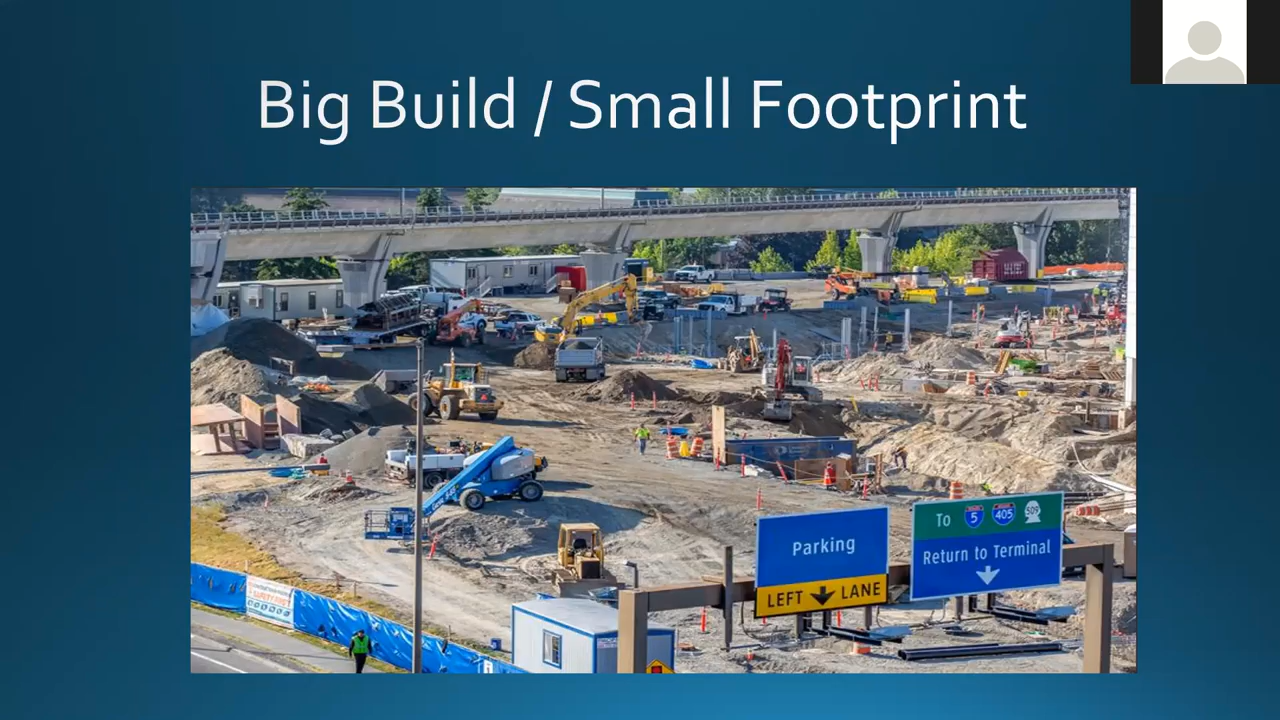 Big Build / Small Footprint
Parking
LEFT LANE
To 5 405 509
Return to Terminal